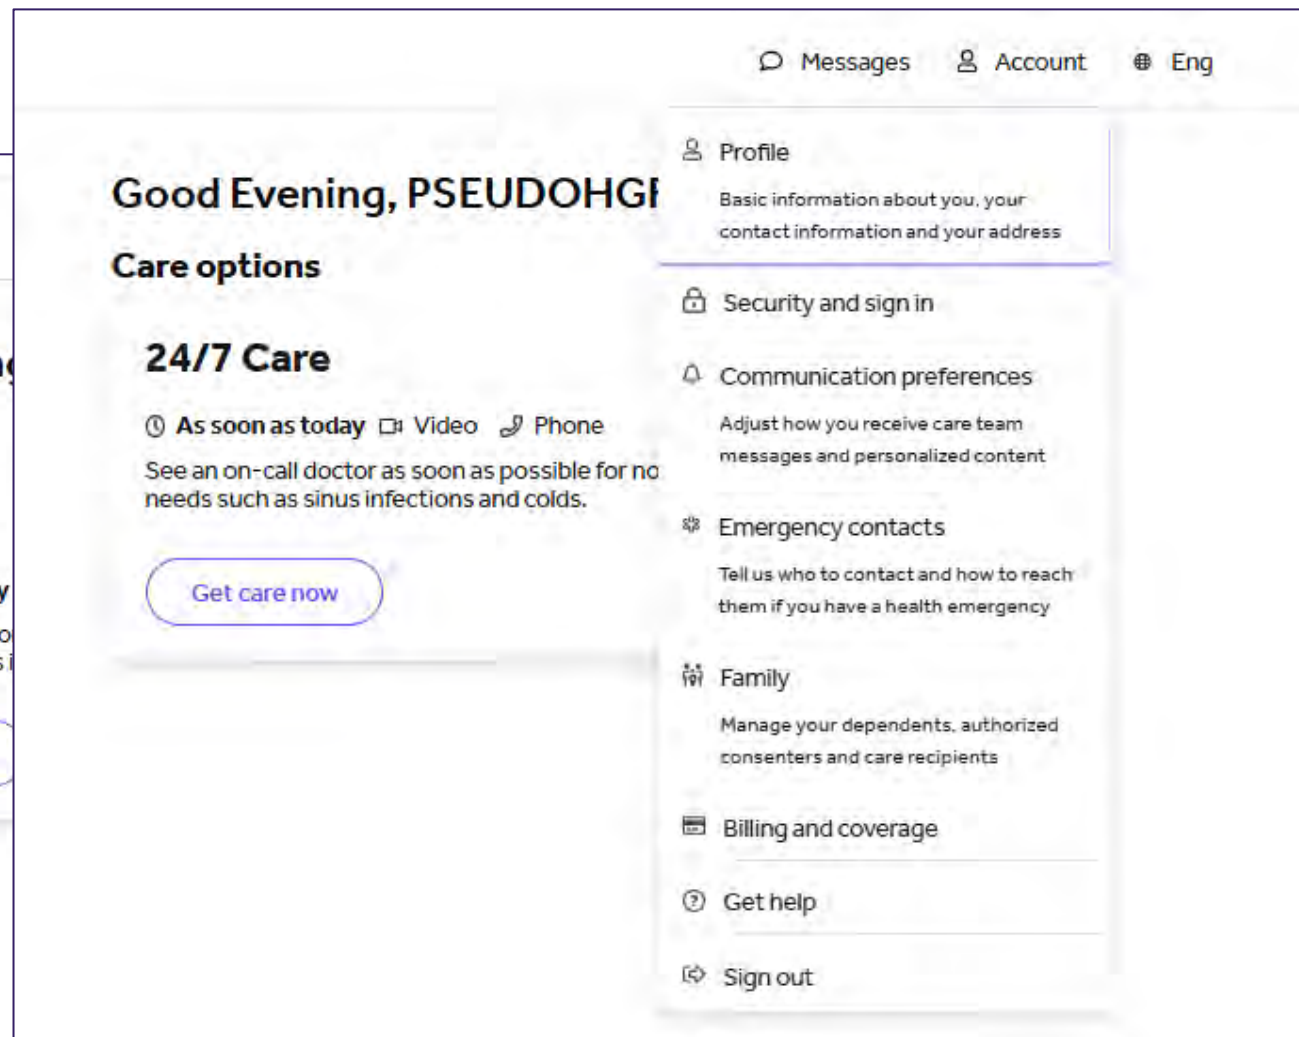 Messages Account Eng
Good Evening, PSEUDOHG
Care options
24/7 Care
As soon as today Video Phone
See an on-call doctor as soon as possible for no
needs such as sinus infections and colds.
Get care now
Profile
Basic information about you, your
contact information and your address
Security and sign in
Communication preferences
Adjust how you receive care team
messages and personalized content
Emergency contacts
Tell us who to contact and how to reach
them if you have a health emergency
Family
Manage your dependents, authorized
consenters and care recipients
Billing and coverage
Get help
Sign out